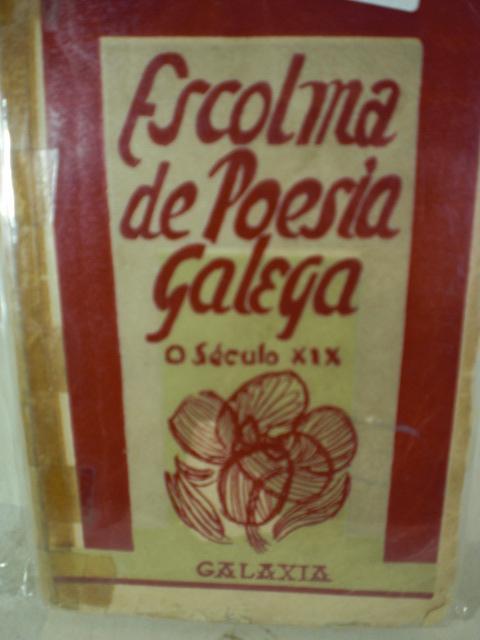 Escolma
de Poesia
Galega
O Século XIX
GALAXIA